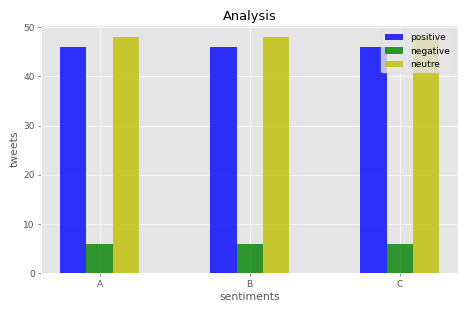 Analysis
positive
negative
neutre
50
40
30
20
10
0
tweets
A B C
sentiments